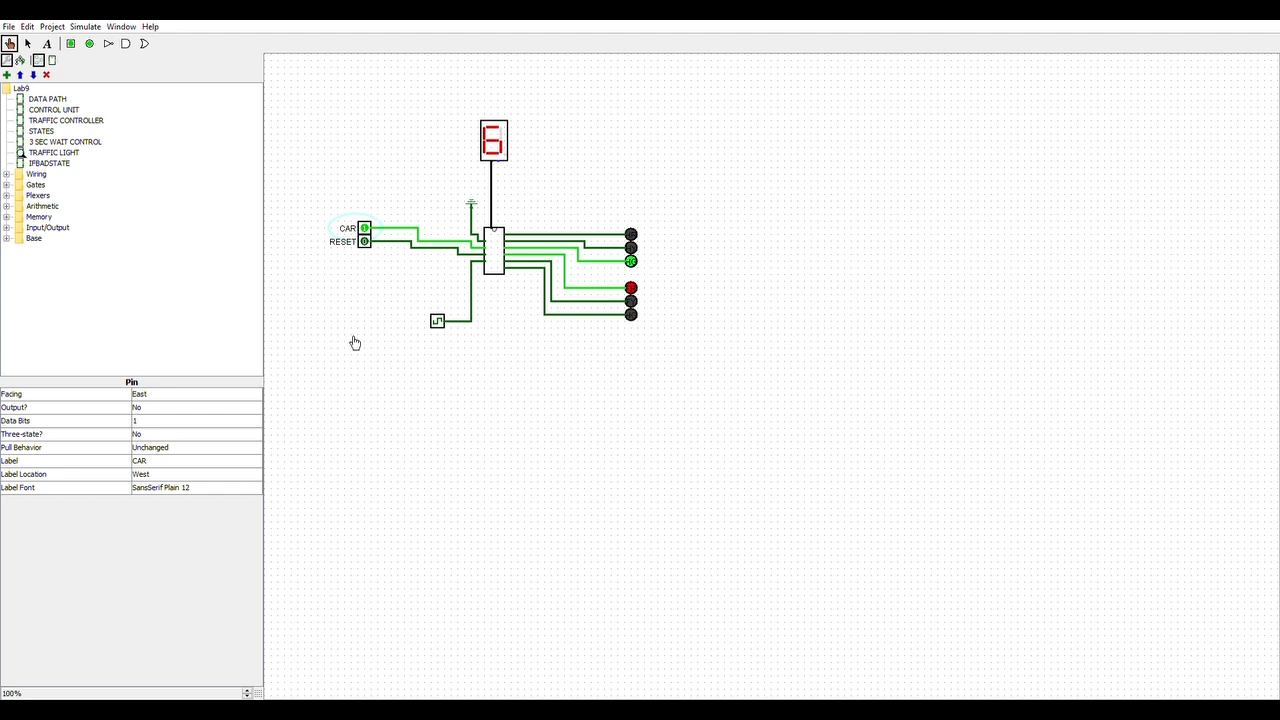 File Edit Project Simulate Window Help
A
Lab9
DATA PATH
CONTROL UNIT
TRAFFIC CONTROLLER
STATES
3 SEC WAIT CONTROL
TRAFFIC LIGHT
IFBADSTATE
Wiring
Gates
Plexers
Arithmetic
Memory
Input/Output
Base
6
CAR 1
RESET 0
Pin
Facing East
Output? No
Data Bits 1
Three-state? No
Pull Behavior Unchanged
Label CAR
Label Location West
Label Font SansSerif Plain 12
100%